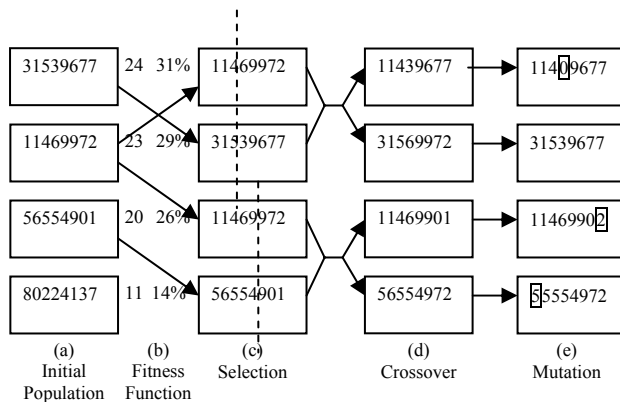 31539677 24 31% 11469972 11439677 11409677
11469972 23 29% 31539677 31569972 31539677
56554901 20 26% 11469972 11469901 11469902
80224137 11 14% 56554901 56554972 55554972
(a) (b) (c) (d) (e)
Initial Fitness Selection Crossover Mutation
Population Function